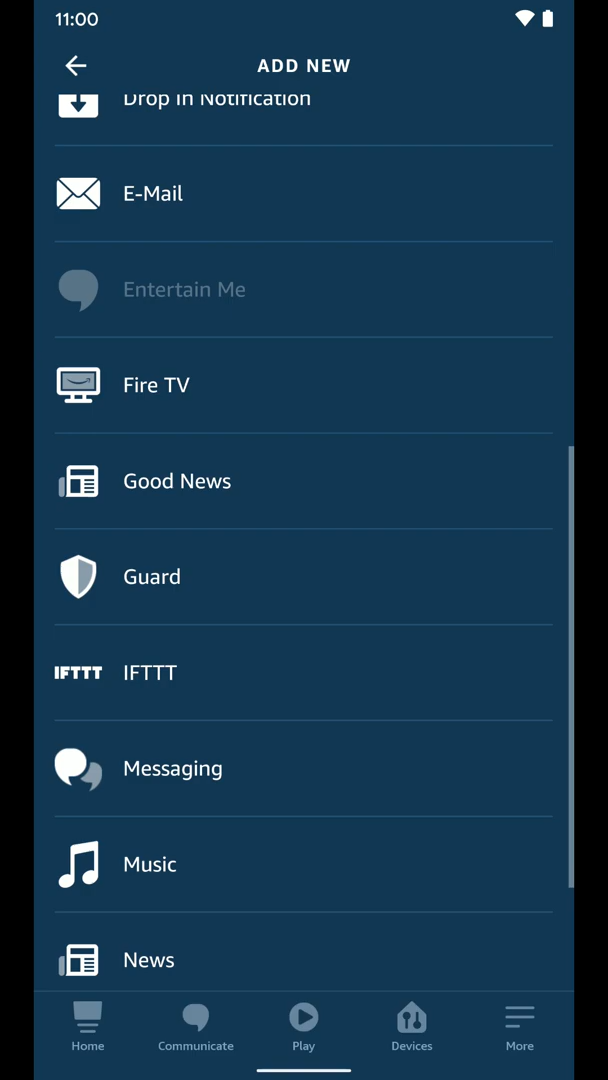 11:00
ADD NEW
Drop In Notification
E-Mail
Entertain Me
Fire TV
Good News
Guard
IFTTT IFTTT
Messaging
Music
News
Home Communicate Play Devices More